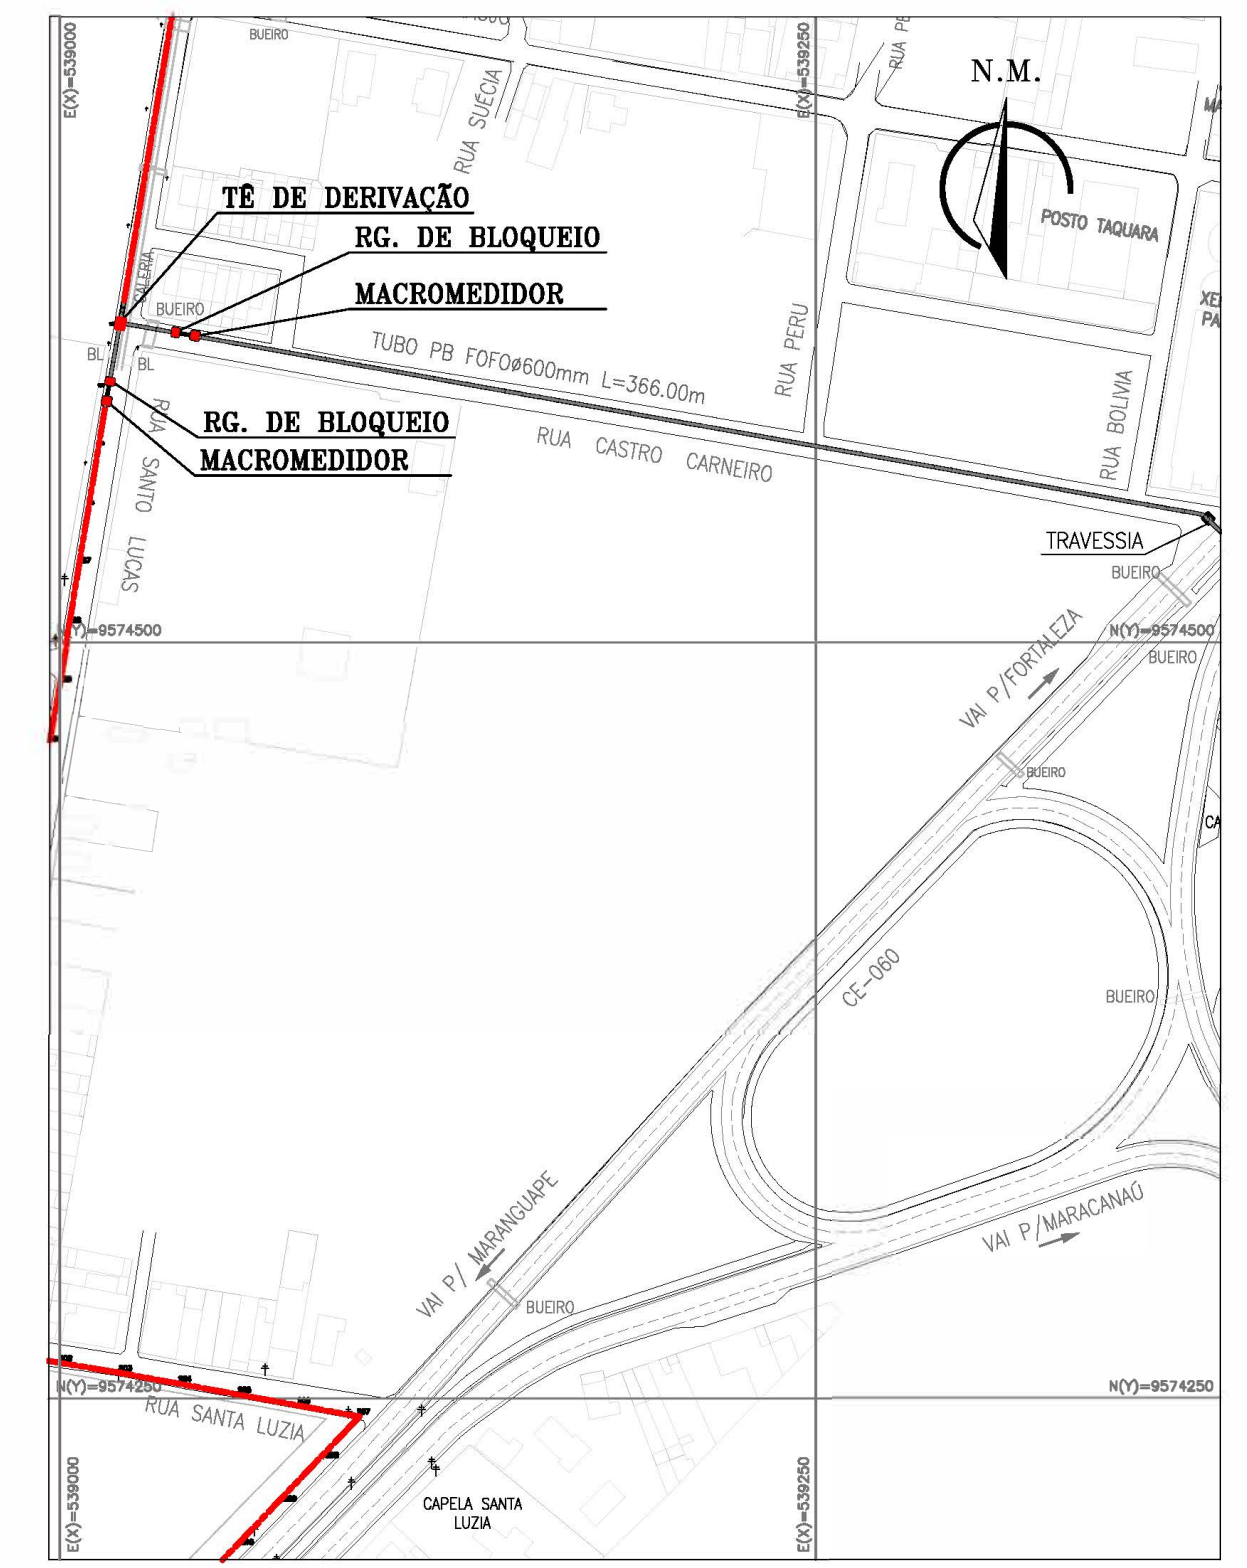 E(X)=539000
BUEIRO
RUA SUÉCIA
E(X)=539250
N.M.
TÊ DE DERIVAÇÃO
RG. DE BLOQUEIO
MACROMEDIDOR
POSTO TAQUARA
GALERIA
BUEIRO
BL
BL
TUBO PB FOFOø600mm L=366.00m
RUA PERU
RUA BOLIVIA
RG. DE BLOQUEIO
MACROMEDIDOR
RUA SANTO LUCAS
RUA CASTRO CARNEIRO
TRAVESSIA
BUEIRO
N(Y)=9574500
N(Y)=9574500
BUEIRO
VAI P/FORTALEZA
BUEIRO
CA
CE-060
BUEIRO
VAI P/ MARANGUAPE
VAI P/MARACANAÚ
BUEIRO
N(Y)=9574250
N(Y)=9574250
RUA SANTA LUZIA
E(X)=539000
E(X)=539250
CAPELA SANTA
LUZIA